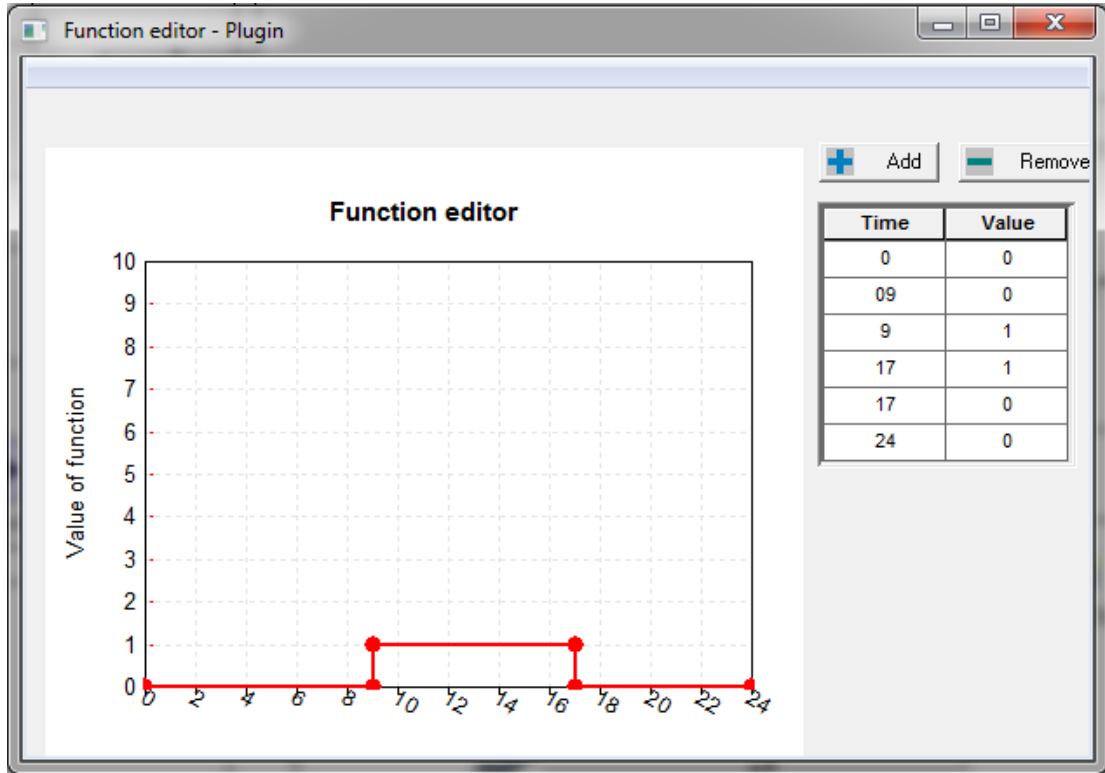 Function editor - Plugin
Add
Remove
Function editor
Time Value
0 0
09 0
9 1
17 1
17 0
24 0
Value of function
10
9
8
7
6
5
4
3
2
1
0
0 2 4 6 8 10 12 14 16 18 20 22 24